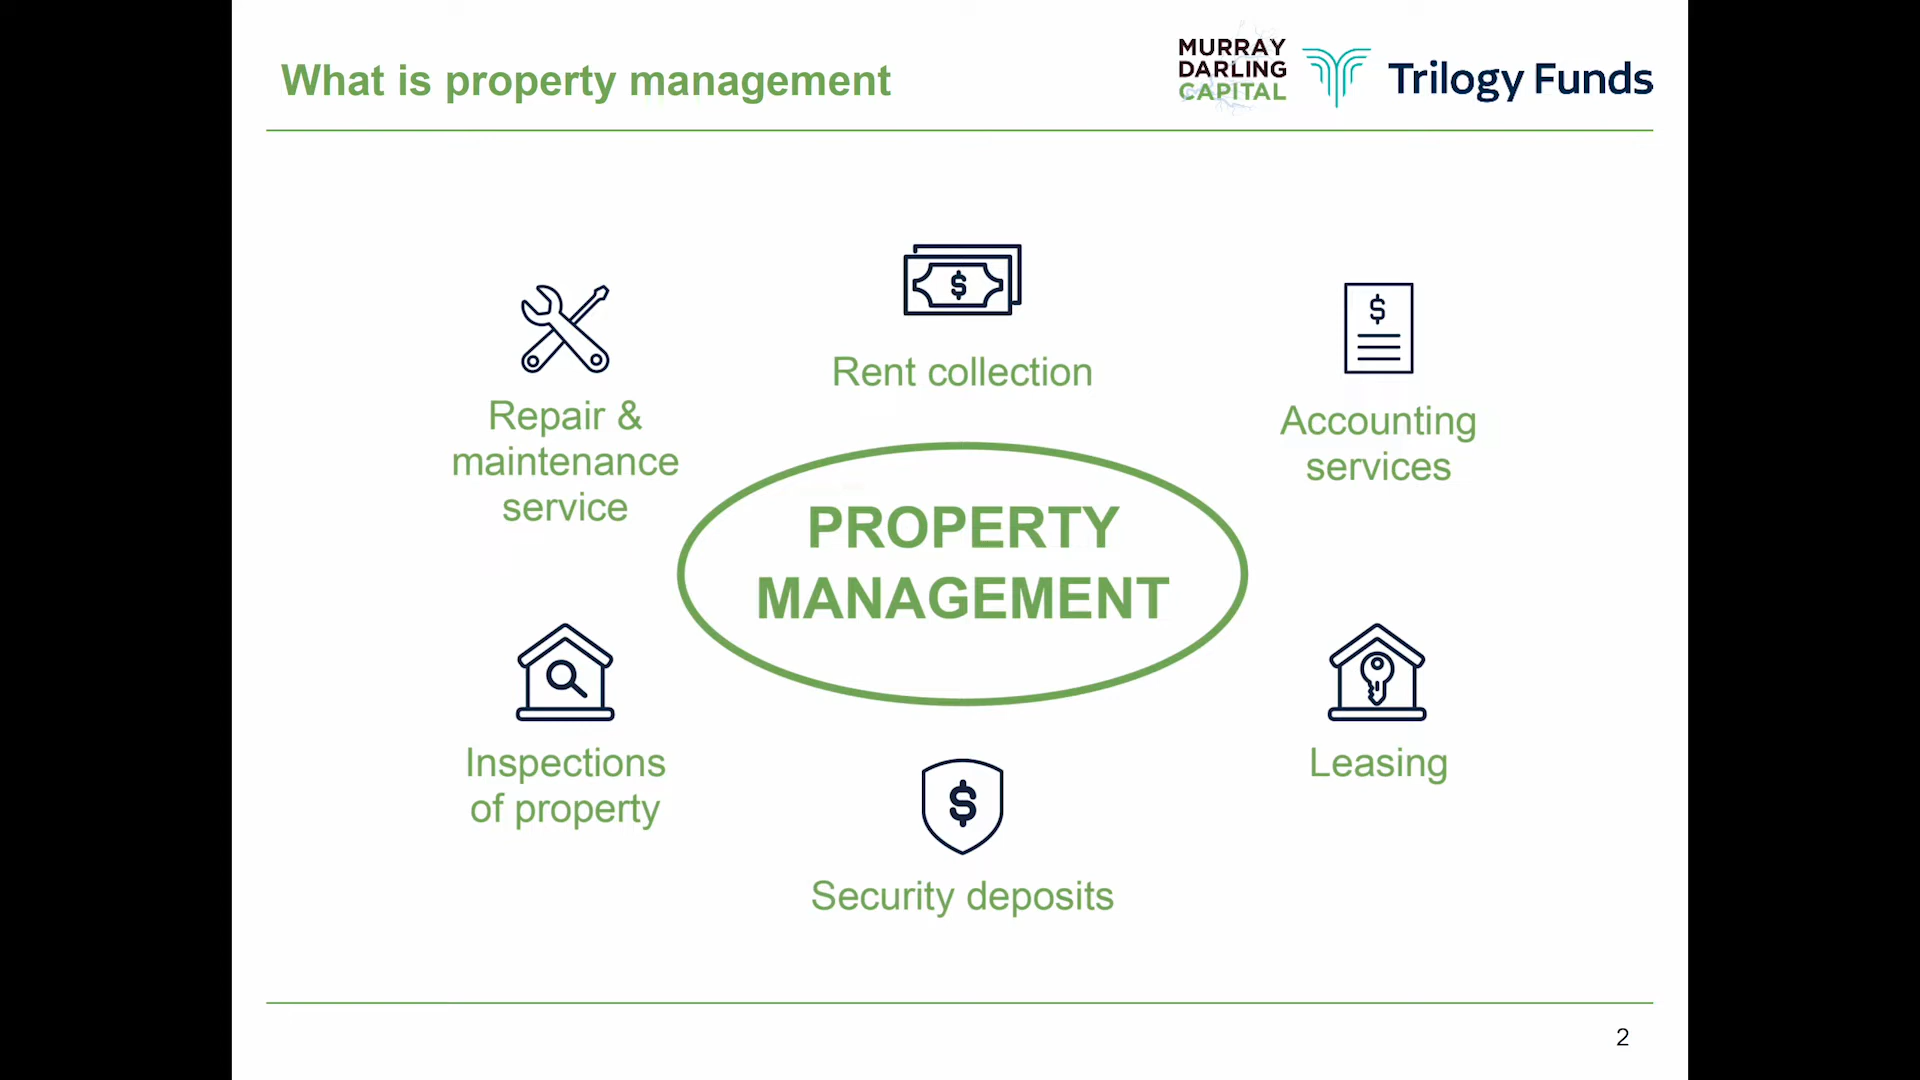 What is property management
MURRAY
DARLING
CAPITAL
Trilogy Funds
$
Rent collection
Repair &
maintenance
service
$
Accounting
services
PROPERTY
MANAGEMENT
Inspections
of property
Leasing
$
Security deposits
2